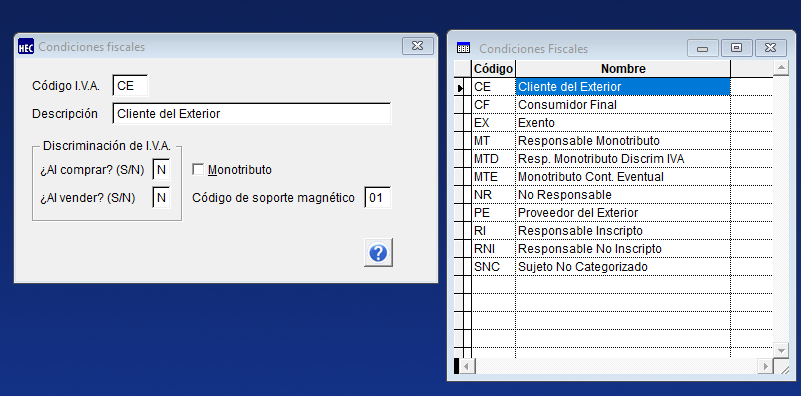 HEC Condiciones fiscales
Código I.V.A. CE
Descripción Cliente del Exterior
Discriminación de I.V.A.
¿Al comprar? (S/N) N
Monotributo
¿Al vender? (S/N) N
Código de soporte magnético 01
?
Condiciones Fiscales
Código Nombre
CE Cliente del Exterior
CF Consumidor Final
EX Exento
MT Responsable Monotributo
MTD Resp. Monotributo Discrim IVA
MTE Monotributo Cont. Eventual
NR No Responsable
PE Proveedor del Exterior
RI Responsable Inscripto
RNI Responsable No Inscripto
SNC Sujeto No Categorizado